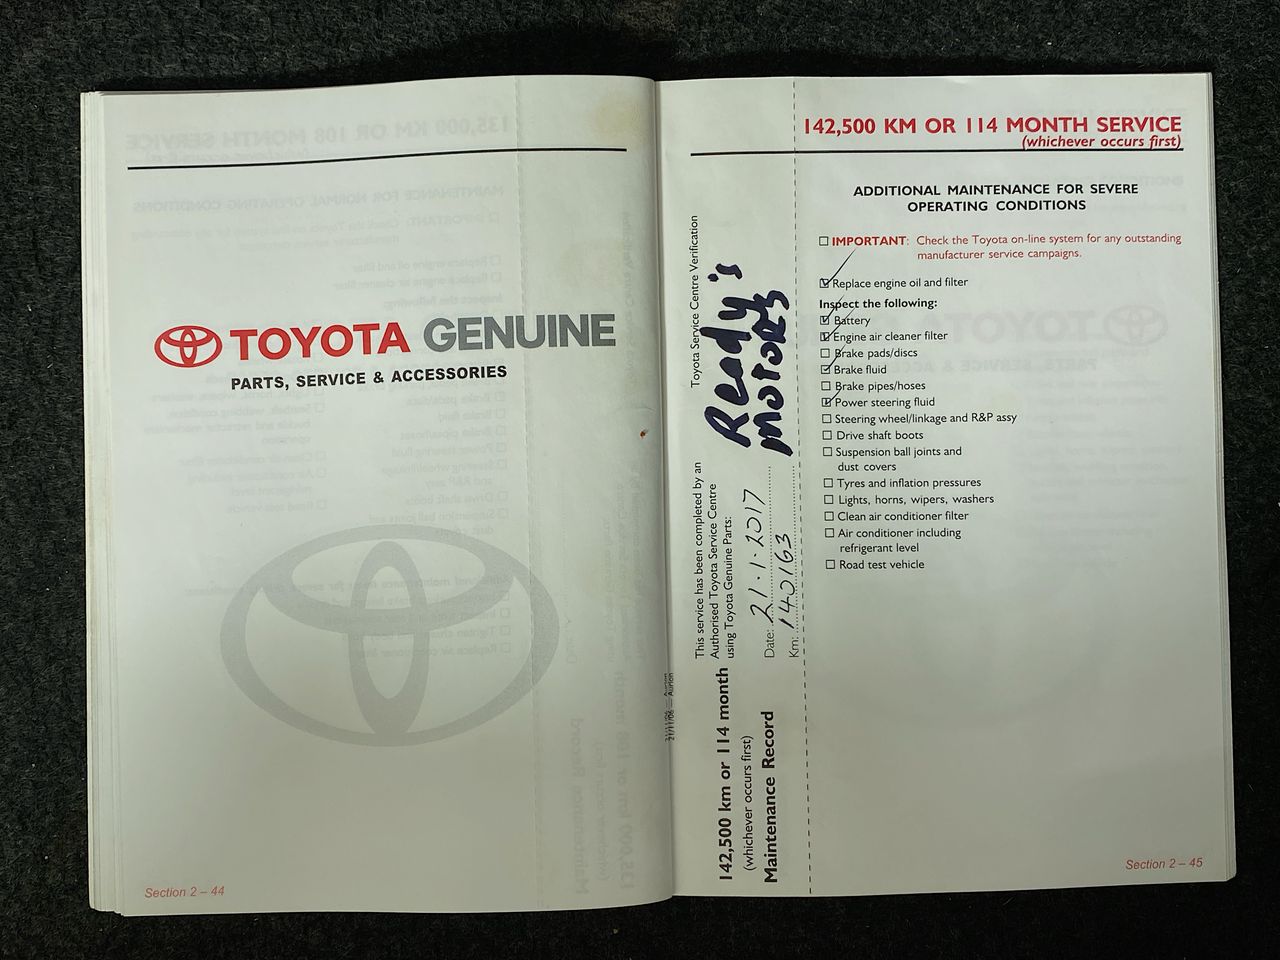 TOYOTA GENUINE
PARTS, SERVICE & ACCESSORIES
Section 2 – 44
142,500 KM OR 114 MONTH SERVICE
(whichever occurs first)
ADDITIONAL MAINTENANCE FOR SEVERE
OPERATING CONDITIONS
☐ IMPORTANT: Check the Toyota on-line system for any outstanding
manufacturer service campaigns.
☑ Replace engine oil and filter
Inspect the following:
☑ Battery
☑ Engine air cleaner filter
☐ Brake pads/discs
☑ Brake fluid
☐ Brake pipes/hoses
☑ Power steering fluid
☐ Steering wheel/linkage and R&P assy
☐ Drive shaft boots
☐ Suspension ball joints and
dust covers
☐ Tyres and inflation pressures
☐ Lights, horns, wipers, washers
☐ Clean air conditioner filter
☐ Air conditioner including
refrigerant level
☐ Road test vehicle
Section 2 – 45
142,500 km or 114 month
(whichever occurs first)
Maintenance Record
This service has been completed by an
Authorised Toyota Service Centre
using Toyota Genuine Parts:
Date: 21.1.2017
Km: 140163
Toyota Service Centre Verification
Ready's
MOTORS
21/11/06 — Aurion